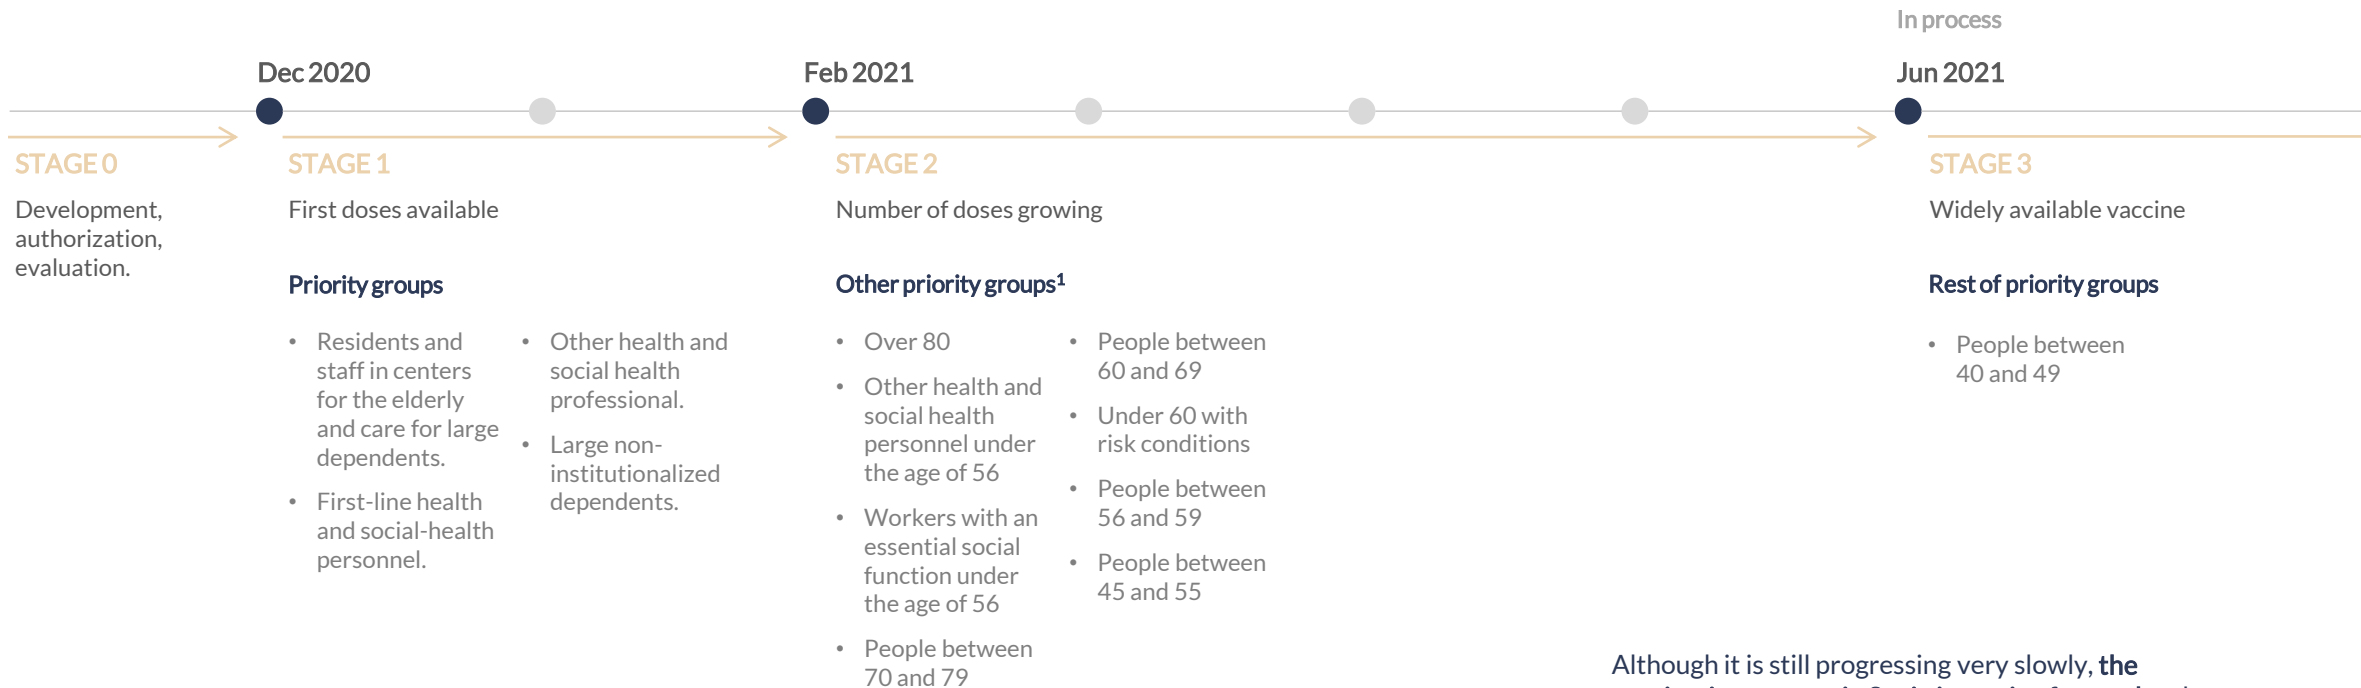 In process
Dec 2020
Feb 2021
Jun 2021
STAGE 0
Development,
authorization,
evaluation.
STAGE 1
First doses available
Priority groups
• Residents and
staff in centers
for the elderly
and care for large
dependents.
• First-line health
and social-health
personnel.
• Other health and
social health
professional.
• Large non-
institutionalized
dependents.
STAGE 2
Number of doses growing
Other priority groups¹
• Over 80
• Other health and
social health
personnel under
the age of 56
• Workers with an
essential social
function under
the age of 56
• People between
70 and 79
• People between
60 and 69
• Under 60 with
risk conditions
• People between
56 and 59
• People between
45 and 55
STAGE 3
Widely available vaccine
Rest of priority groups
• People between
40 and 49
Although it is still progressing very slowly, the